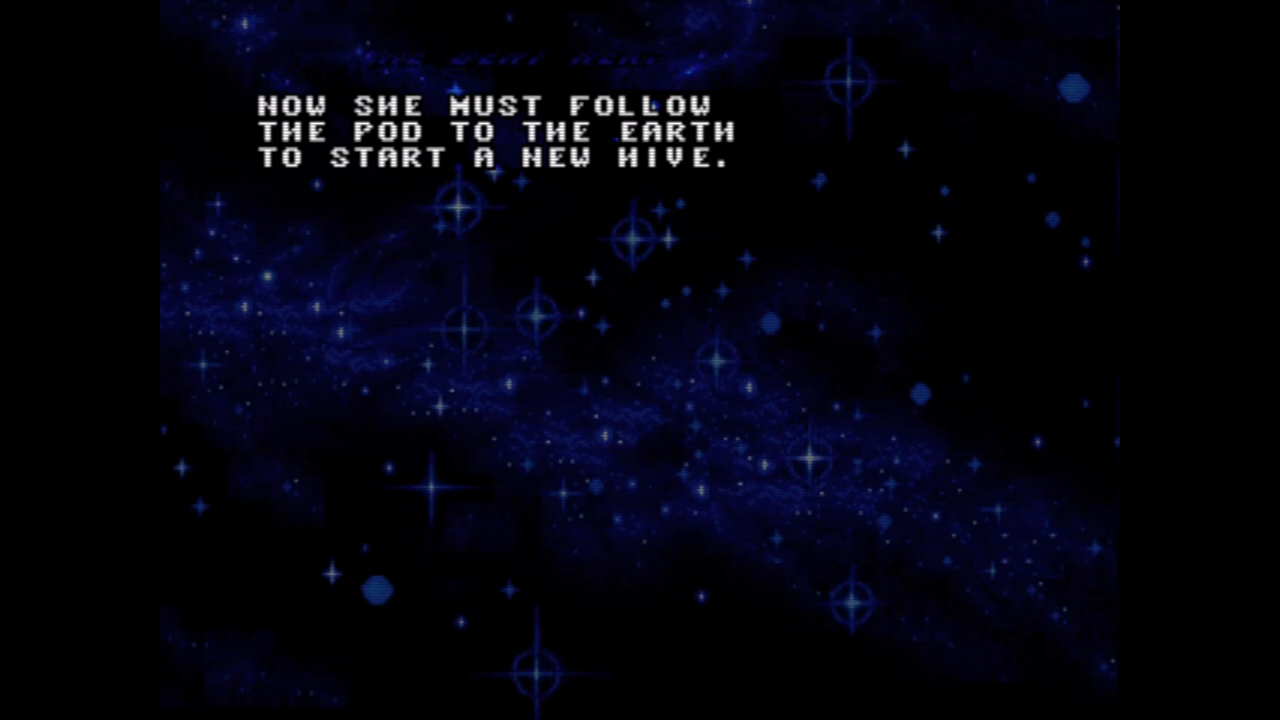 NOW SHE MUST FOLLOW
THE POD TO THE EARTH
TO START A NEW HIVE.